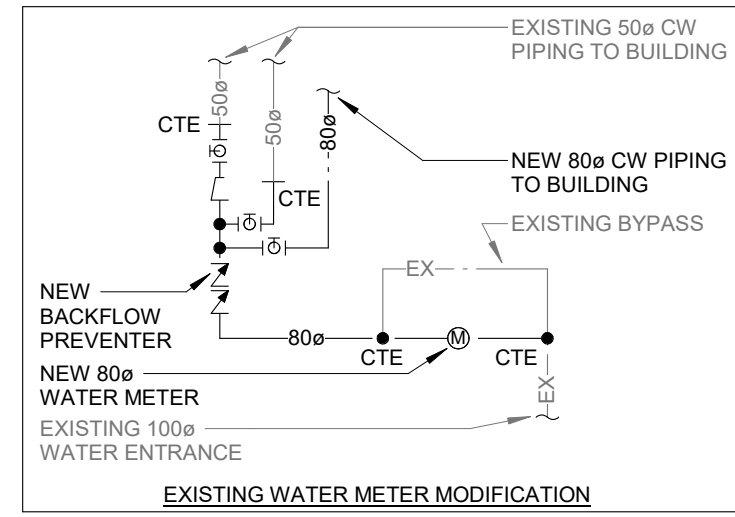 EXISTING 50ø CW
PIPING TO BUILDING
50ø
50ø
80ø
CTE
CTE
NEW 80ø CW PIPING
TO BUILDING
EXISTING BYPASS
EX
NEW
BACKFLOW
PREVENTER
80ø
M
CTE
CTE
NEW 80ø
WATER METER
EX
EXISTING 100ø
WATER ENTRANCE
EXISTING WATER METER MODIFICATION